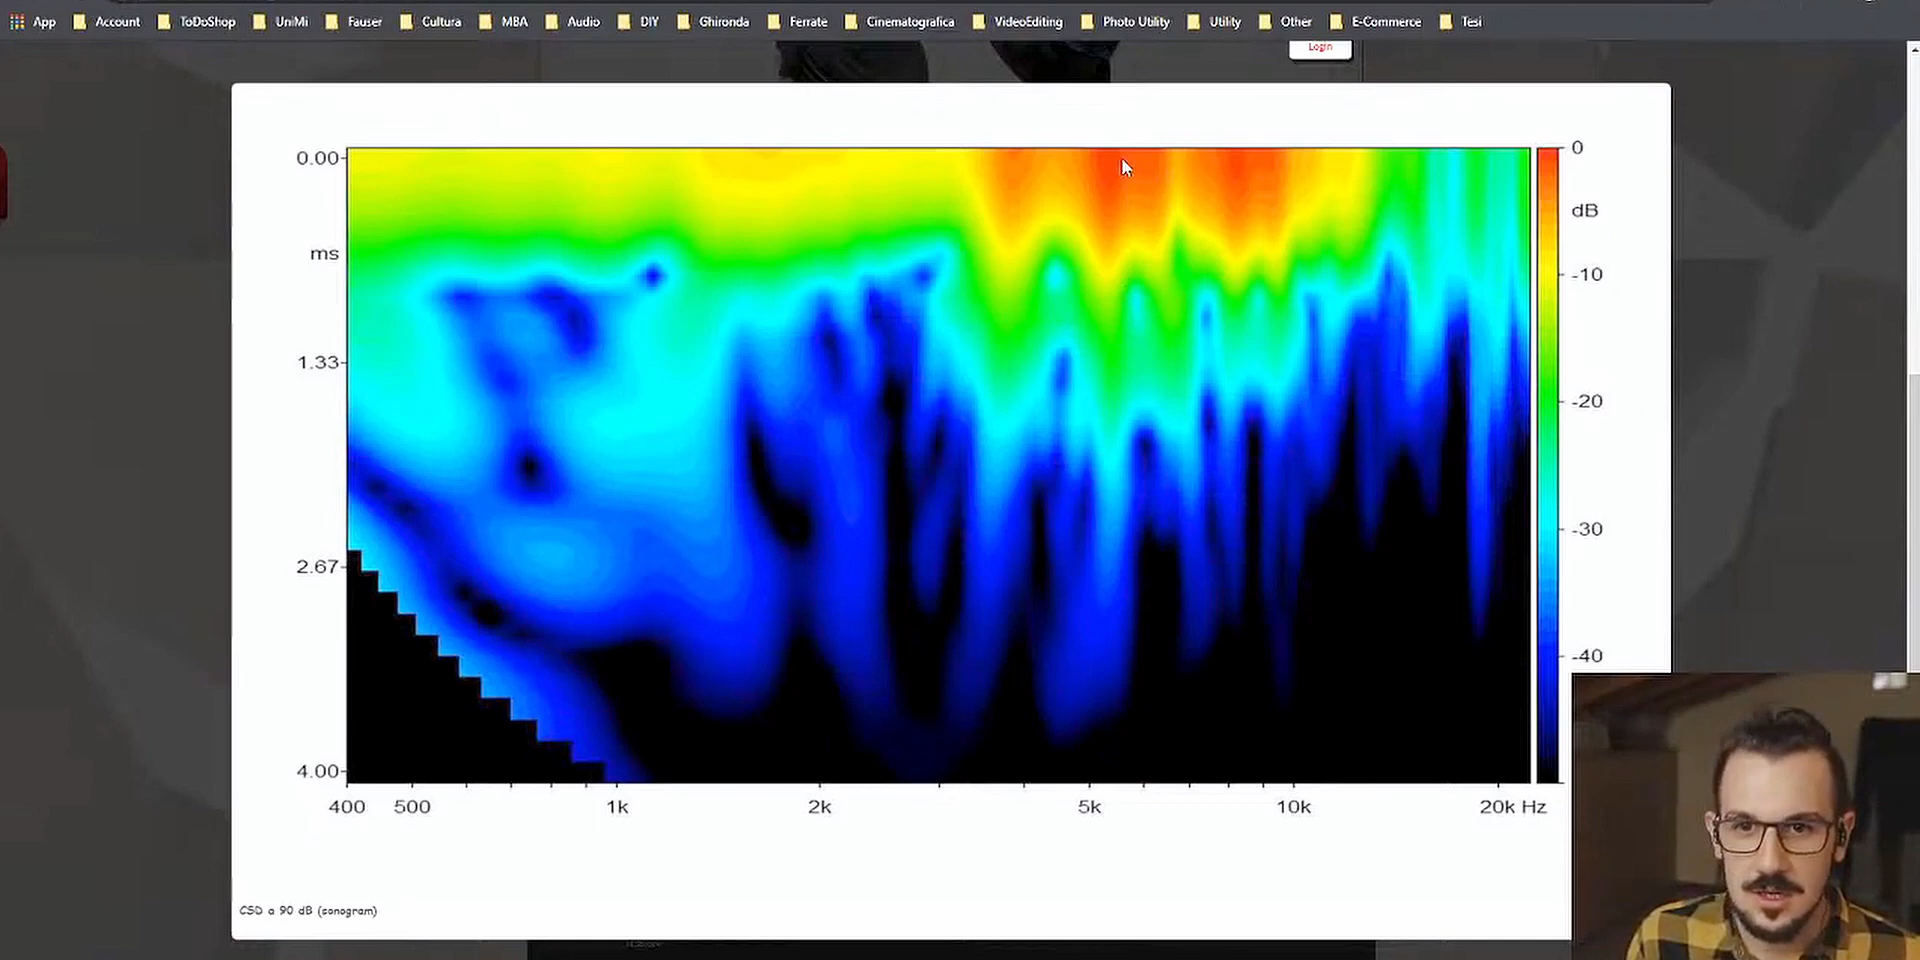 App Account ToDoShop UniMi Fauser Cultura MBA Audio DIY Ghironda Ferrate Cinematografica VideoEditing Photo Utility Utility Other E-Commerce Tesi
Login
0.00
ms
1.33
2.67
4.00
400 500 1k 2k 5k 10k 20k Hz
0
dB
-10
-20
-30
-40
CSD a 90 dB (sonogram)